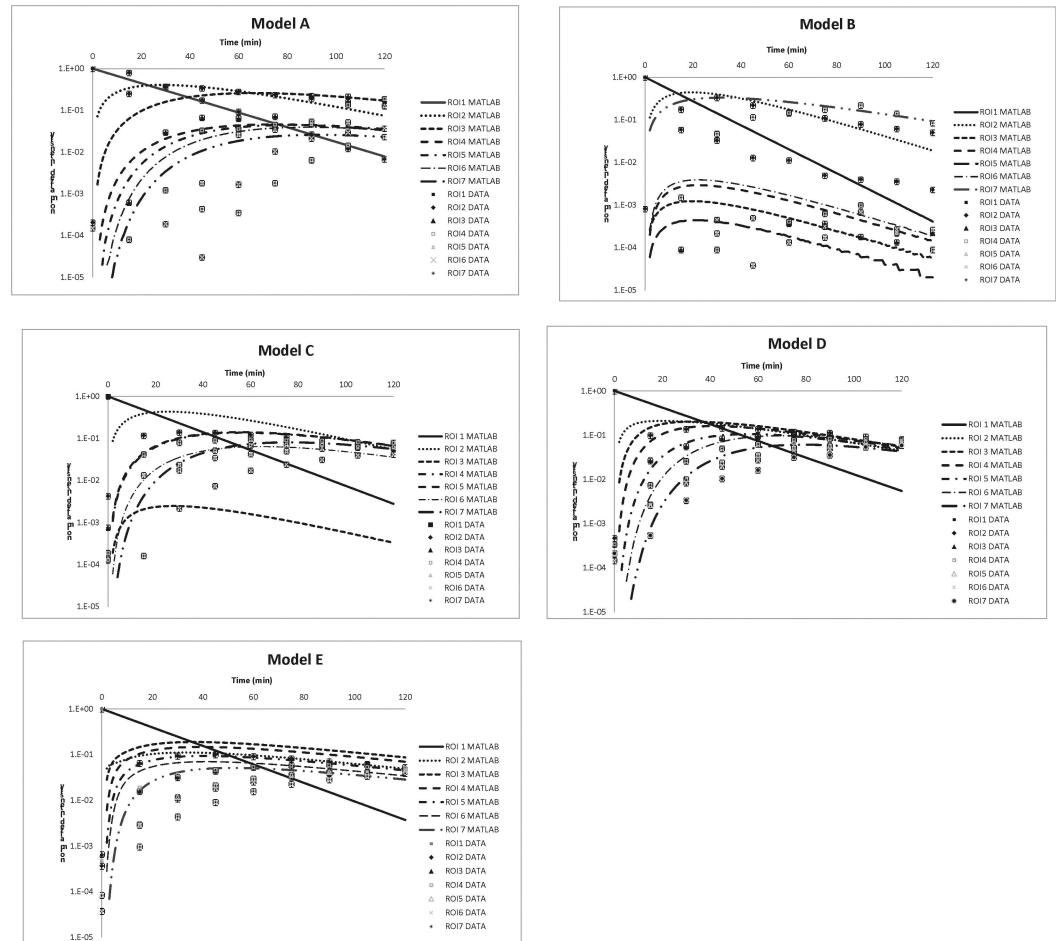 Model A
Time (min)
0 20 40 60 80 100 120
1.E+00
1.E-01
1.E-02
1.E-03
1.E-04
1.E-05
ROI1 MATLAB
ROI2 MATLAB
ROI3 MATLAB
ROI4 MATLAB
ROI5 MATLAB
ROI6 MATLAB
ROI7 MATLAB
ROI1 DATA
ROI2 DATA
ROI3 DATA
ROI4 DATA
ROI5 DATA
ROI6 DATA
ROI7 DATA
Model B
Time (min)
0 20 40 60 80 100 120
1.E+00
1.E-01
1.E-02
1.E-03
1.E-04
1.E-05
ROI1 MATLAB
ROI2 MATLAB
ROI3 MATLAB
ROI4 MATLAB
ROI5 MATLAB
ROI6 MATLAB
ROI7 MATLAB
ROI1 DATA
ROI2 DATA
ROI3 DATA
ROI4 DATA
ROI5 DATA
ROI6 DATA
ROI7 DATA
Model C
Time (min)
0 20 40 60 80 100 120
1.E+00
1.E-01
1.E-02
1.E-03
1.E-04
1.E-05
ROI 1 MATLAB
ROI 2 MATLAB
ROI 3 MATLAB
ROI 4 MATLAB
ROI 5 MATLAB
ROI 6 MATLAB
ROI 7 MATLAB
ROI1 DATA
ROI2 DATA
ROI3 DATA
ROI4 DATA
ROI5 DATA
ROI6 DATA
ROI7 DATA
Model D
Time (min)
0 20 40 60 80 100 120
1.E+00
1.E-01
1.E-02
1.E-03
1.E-04
1.E-05
ROI 1 MATLAB
ROI 2 MATLAB
ROI 3 MATLAB
ROI 4 MATLAB
ROI 5 MATLAB
ROI 6 MATLAB
ROI 7 MATLAB
ROI1 DATA
ROI2 DATA
ROI3 DATA
ROI4 DATA
ROI5 DATA
ROI6 DATA
ROI7 DATA
Model E
Time (min)
0 20 40 60 80 100 120
1.E+00
1.E-01
1.E-02
1.E-03
1.E-04
1.E-05
ROI 1 MATLAB
ROI 2 MATLAB
ROI 3 MATLAB
ROI 4 MATLAB
ROI 5 MATLAB
ROI 6 MATLAB
ROI 7 MATLAB
ROI1 DATA
ROI2 DATA
ROI3 DATA
ROI4 DATA
ROI5 DATA
ROI6 DATA
ROI7 DATA